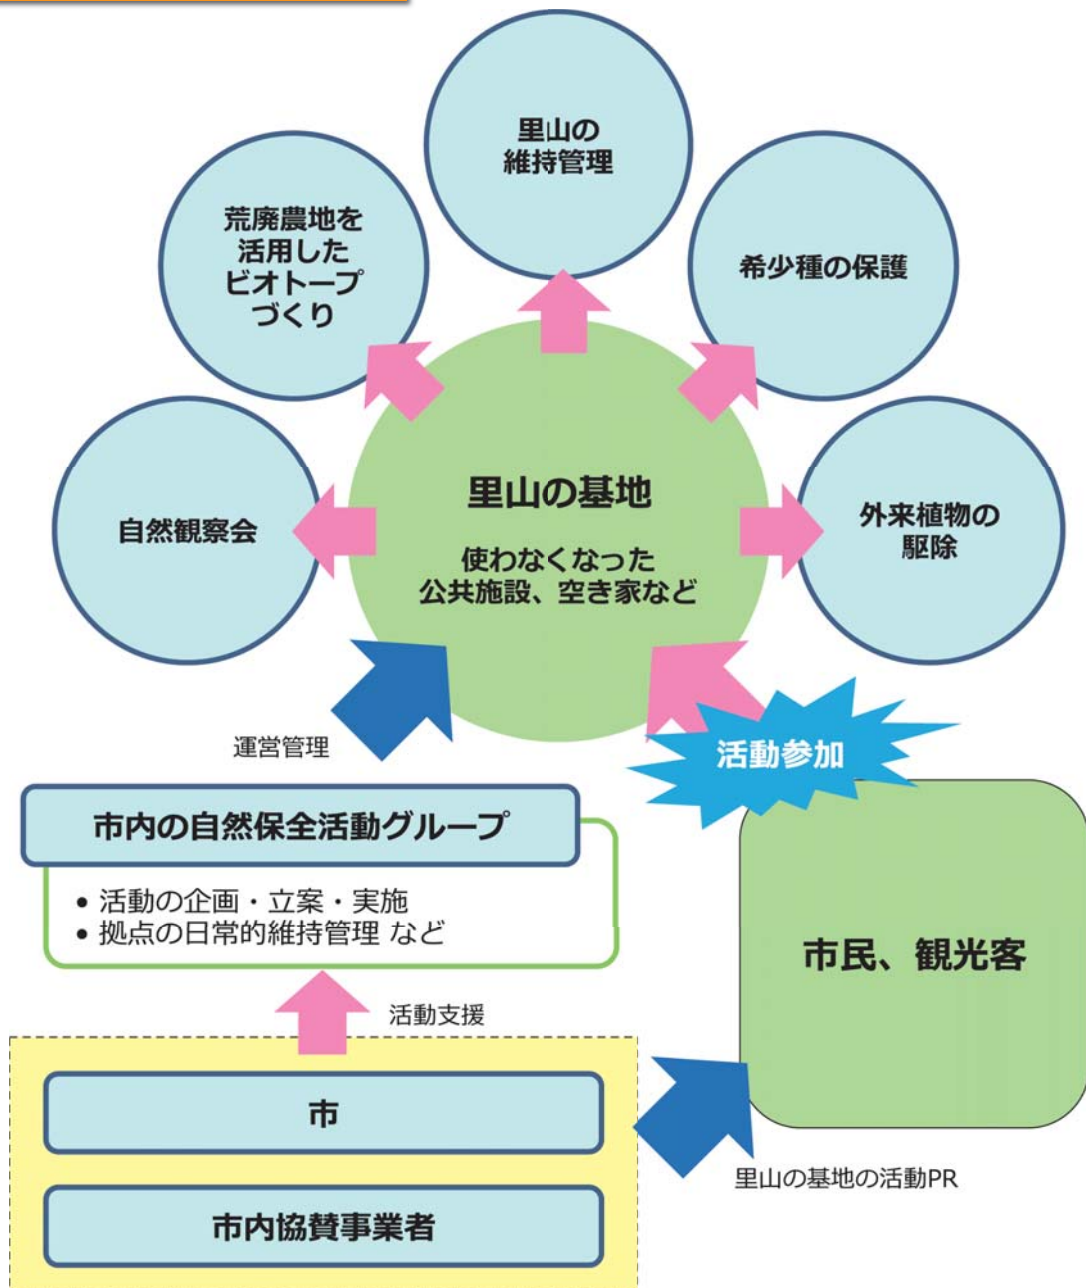 里山の
維持管理
荒廃農地を
活用した
ビオトープ
づくり
希少種の保護
自然観察会
里山の基地
使わなくなった
公共施設、空き家など
外来植物の
駆除
運営管理
活動参加
市内の自然保全活動グループ
• 活動の企画・立案・実施
• 拠点の日常的維持管理 など
市民、観光客
活動支援
市
里山の基地の活動PR
市内協賛事業者